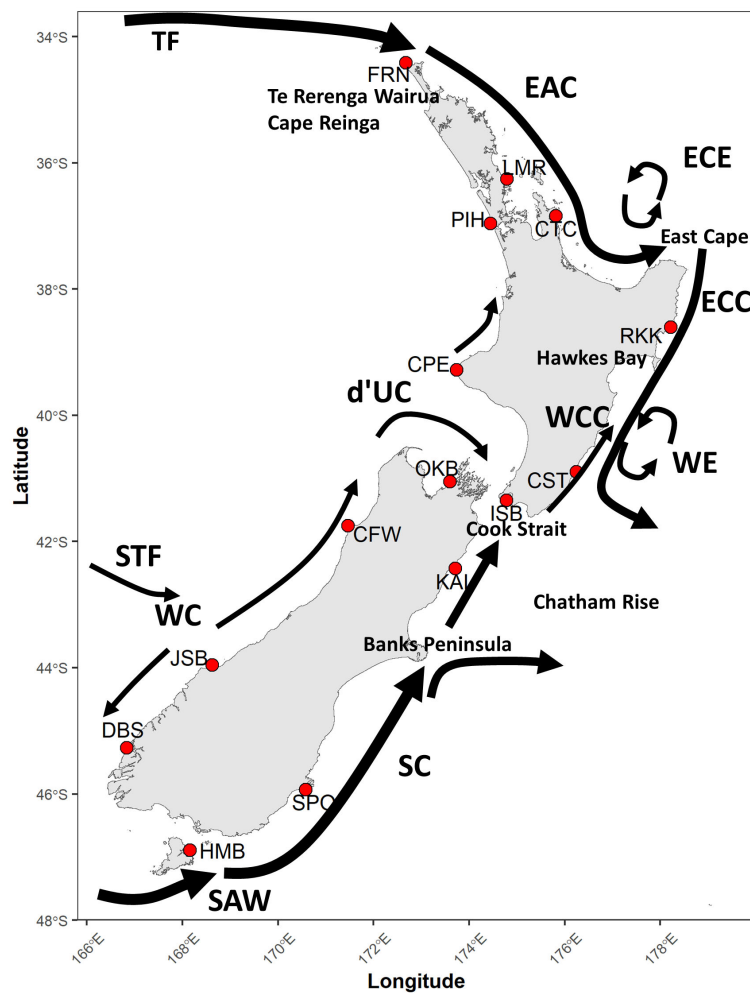 34°S
TF
FRN
Te Rerenga Wairua
Cape Reinga
EAC
36°S
LMR
ECE
PIH
CTC
East Cape
38°S
ECC
RKK
Hawkes Bay
CPE
d'UC
40°S
WCC
WE
OKB
CST
ISB
Cook Strait
CFW
42°S
STF
KAI
WC
Chatham Rise
Banks Peninsula
JSB
44°S
DBS
SC
46°S
SPO
HMB
SAW
48°S
166°E
168°E
170°E
172°E
174°E
176°E
178°E
Longitude
Latitude